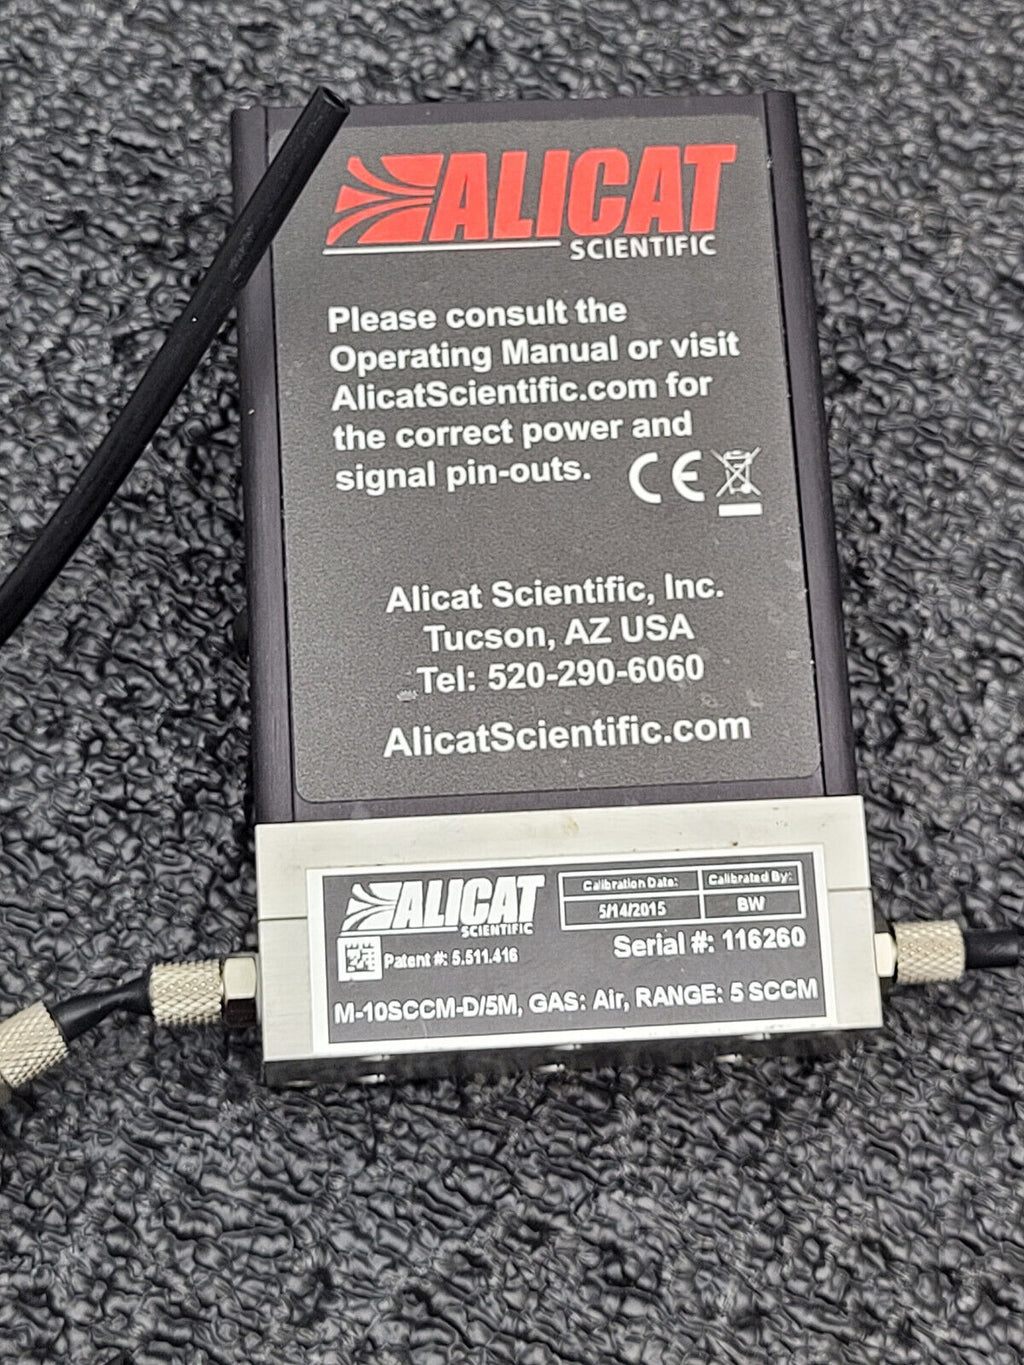 ALICAT
SCIENTIFIC
Please consult the
Operating Manual or visit
AlicatScientific.com for
the correct power and
signal pin-outs. CE
Alicat Scientific, Inc.
Tucson, AZ USA
Tel: 520-290-6060
AlicatScientific.com
ALICAT
SCIENTIFIC
Calibration Date: Calibrated By:
5/14/2015 BW
Patent #: 5.511.416
Serial #: 116260
M-10SCCM-D/5M, GAS: Air, RANGE: 5 SCCM